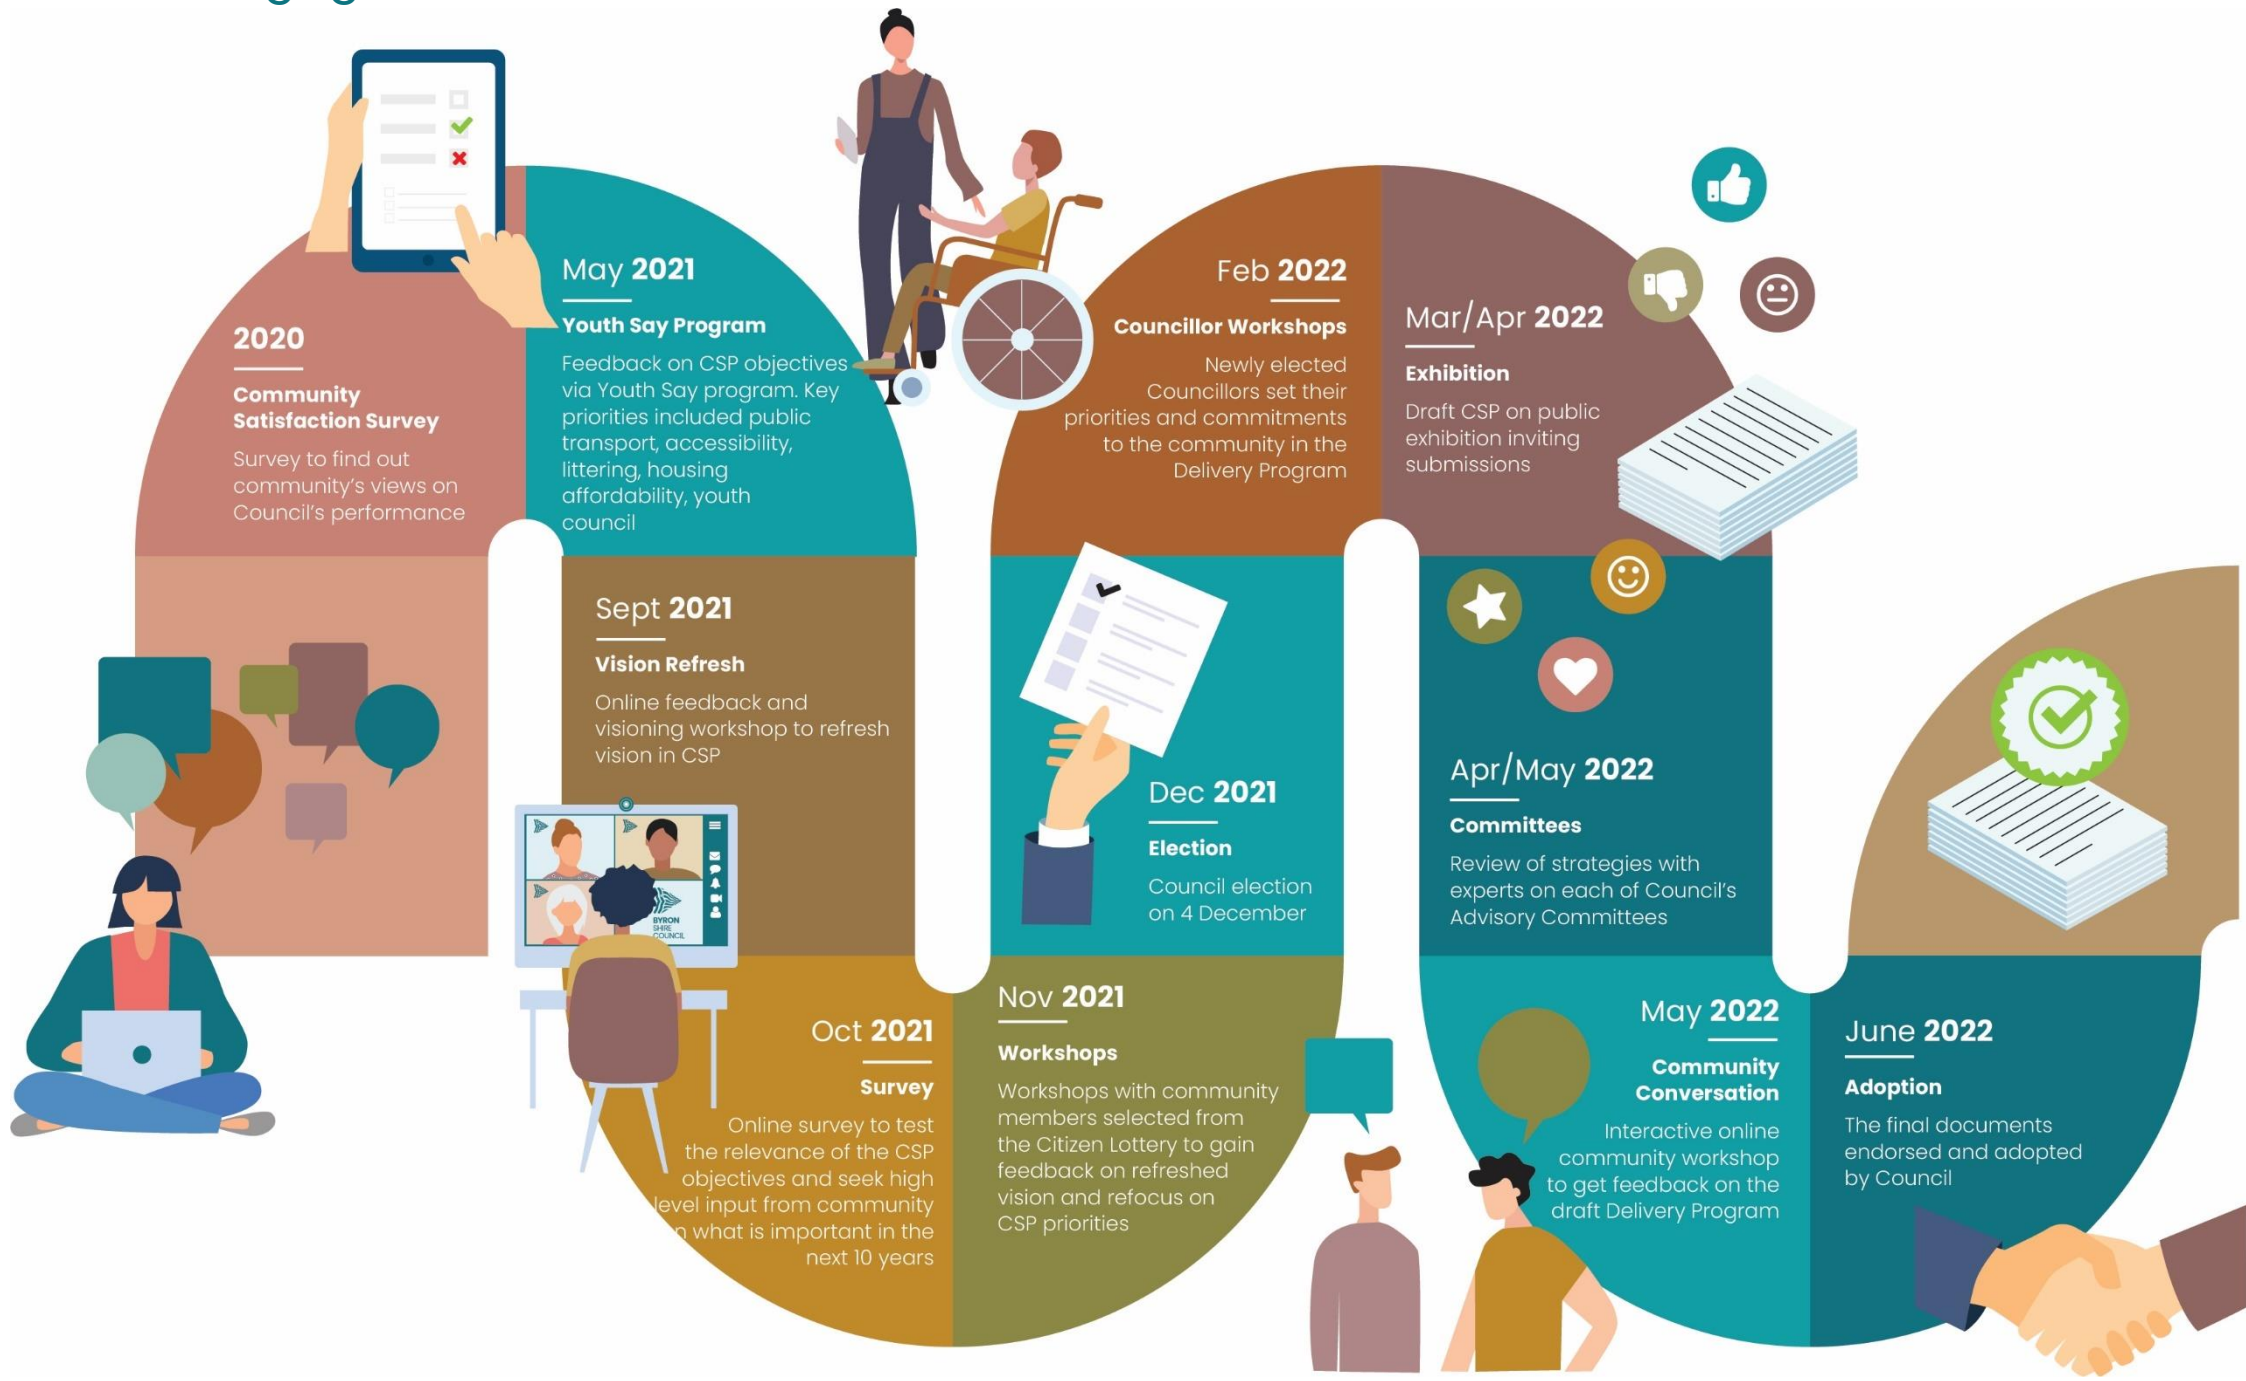 2020
Community
Satisfaction Survey
Survey to find out
community's views on
Council's performance
May 2021
Youth Say Program
Feedback on CSP objectives
via Youth Say program. Key
priorities included public
transport, accessibility,
littering, housing
affordability, youth
council
Sept 2021
Vision Refresh
Online feedback and
visioning workshop to refresh
vision in CSP
BYRON
SHIRE
COUNCIL
Oct 2021
Survey
Online survey to test
the relevance of the CSP
objectives and seek high
level input from community
n what is important in the
next 10 years
Nov 2021
Workshops
Workshops with community
members selected from
the Citizen Lottery to gain
feedback on refreshed
vision and refocus on
CSP priorities
Dec 2021
Election
Council election
on 4 December
Feb 2022
Councillor Workshops
Newly elected
Councillors set their
priorities and commitments
to the community in the
Delivery Program
Mar/Apr 2022
Exhibition
Draft CSP on public
exhibition inviting
submissions
Apr/May 2022
Committees
Review of strategies with
experts on each of Council's
Advisory Committees
May 2022
Community
Conversation
Interactive online
community workshop
to get feedback on the
draft Delivery Program
June 2022
Adoption
The final documents
endorsed and adopted
by Council